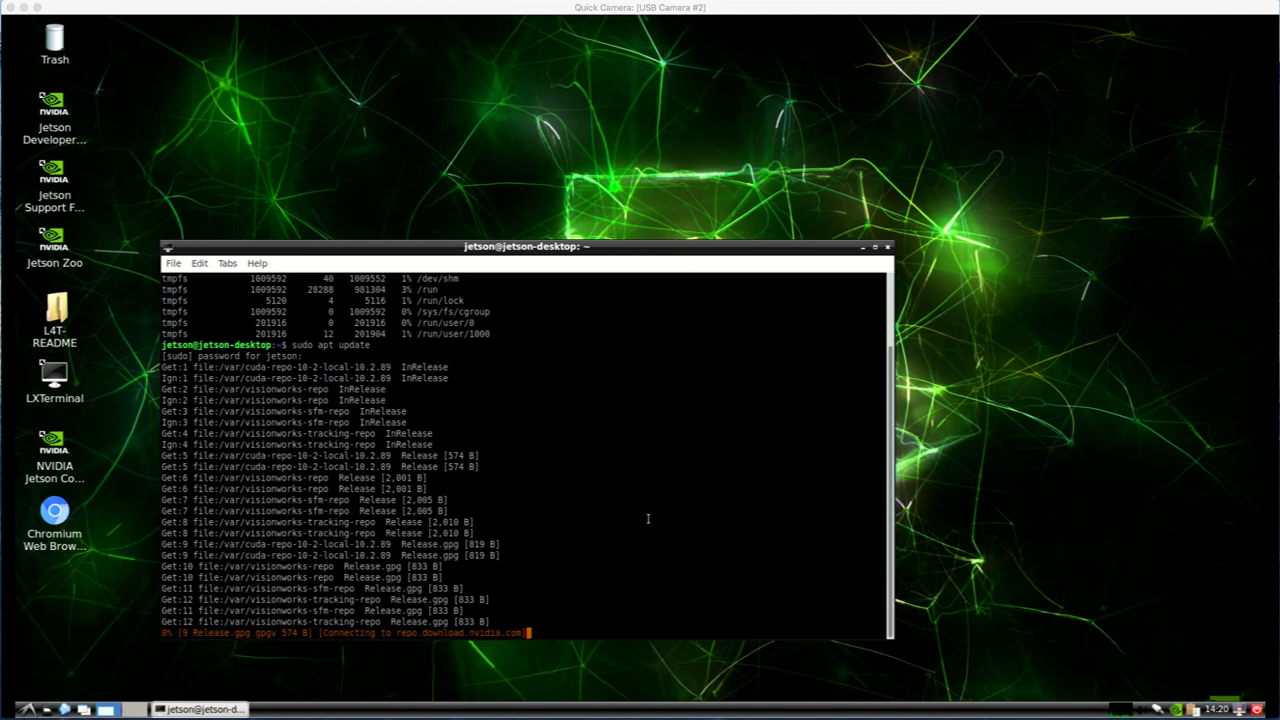 Quick Camera: [USB Camera #2]
Trash
NVIDIA
Jetson
Developer...
NVIDIA
Jetson
Support F...
NVIDIA
Jetson Zoo
L4T-
README
LXTerminal
NVIDIA
NVIDIA
Jetson Co...
Chromium
Web Brow...
jetson@jetson-desktop: ~
File Edit Tabs Help
tmpfs 1009592 40 1009552 1% /dev/shm
tmpfs 1009592 28288 981304 3% /run
tmpfs 5120 4 5116 1% /run/lock
tmpfs 1009592 0 1009592 0% /sys/fs/cgroup
tmpfs 201916 0 201916 0% /run/user/0
tmpfs 201916 12 201904 1% /run/user/1000
jetson@jetson-desktop:~$ sudo apt update
[sudo] password for jetson:
Get:1 file:/var/cuda-repo-10-2-local-10.2.89 InRelease
Ign:1 file:/var/cuda-repo-10-2-local-10.2.89 InRelease
Get:2 file:/var/visionworks-repo InRelease
Ign:2 file:/var/visionworks-repo InRelease
Get:3 file:/var/visionworks-sfm-repo InRelease
Ign:3 file:/var/visionworks-sfm-repo InRelease
Get:4 file:/var/visionworks-tracking-repo InRelease
Ign:4 file:/var/visionworks-tracking-repo InRelease
Get:5 file:/var/cuda-repo-10-2-local-10.2.89 Release [574 B]
Get:5 file:/var/cuda-repo-10-2-local-10.2.89 Release [574 B]
Get:6 file:/var/visionworks-repo Release [2,001 B]
Get:6 file:/var/visionworks-repo Release [2,001 B]
Get:7 file:/var/visionworks-sfm-repo Release [2,005 B]
Get:7 file:/var/visionworks-sfm-repo Release [2,005 B]
Get:8 file:/var/visionworks-tracking-repo Release [2,010 B]
Get:8 file:/var/visionworks-tracking-repo Release [2,010 B]
Get:9 file:/var/cuda-repo-10-2-local-10.2.89 Release.gpg [819 B]
Get:9 file:/var/cuda-repo-10-2-local-10.2.89 Release.gpg [819 B]
Get:10 file:/var/visionworks-repo Release.gpg [833 B]
Get:10 file:/var/visionworks-repo Release.gpg [833 B]
Get:11 file:/var/visionworks-sfm-repo Release.gpg [833 B]
Get:12 file:/var/visionworks-tracking-repo Release.gpg [833 B]
Get:11 file:/var/visionworks-sfm-repo Release.gpg [833 B]
Get:12 file:/var/visionworks-tracking-repo Release.gpg [833 B]
0% [9 Release.gpg gpgv 574 B] [Connecting to repo.download.nvidia.com]
jetson@jetson-d... 14:20